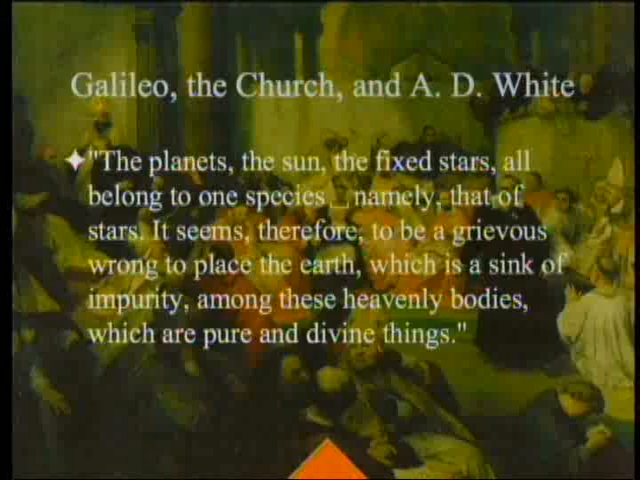 Galileo, the Church, and A. D. White
"The planets, the sun, the fixed stars, all
belong to one species namely, that of
stars. It seems, therefore, to be a grievous
wrong to place the earth, which is a sink of
impurity, among these heavenly bodies,
which are pure and divine things."